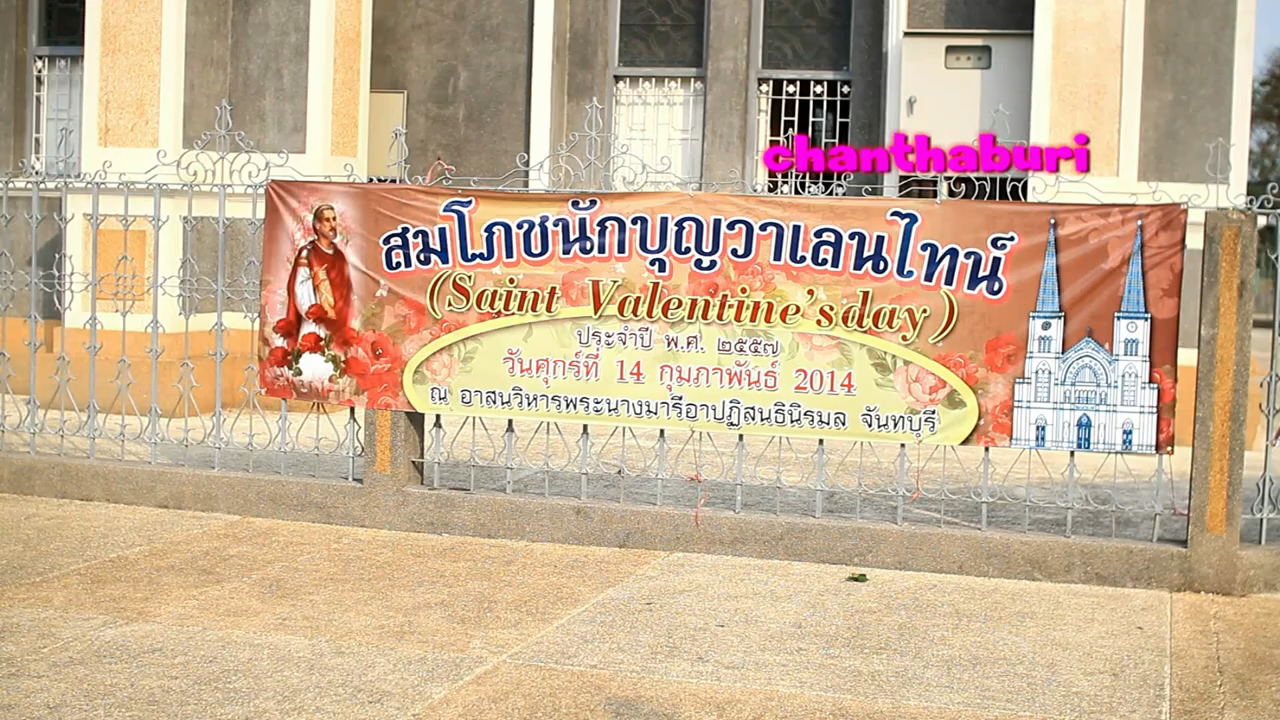 chanthaburi
สมโภชนักบุญวาเลนไทน์
(Saint Valentine's day)
ประจำปี พ.ศ. ๒๕๕๗
วันศุกร์ที่ 14 กุมภาพันธ์ 2014
ณ อาสนวิหารพระนางมารีอาปฏิสนธินิรมล จันทบุรี